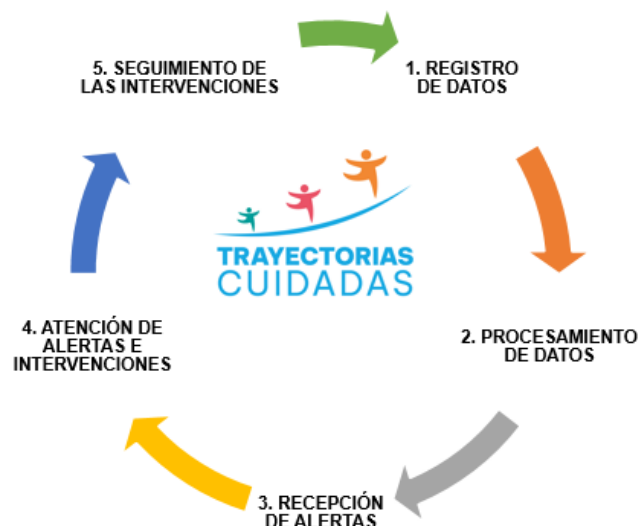 1. REGISTRO
DE DATOS
2. PROCESAMIENTO
DE DATOS
3. RECEPCIÓN
DE ALERTAS
4. ATENCIÓN DE
ALERTAS E
INTERVENCIONES
5. SEGUIMIENTO DE
LAS INTERVENCIONES
TRAYECTORIAS
CUIDADAS